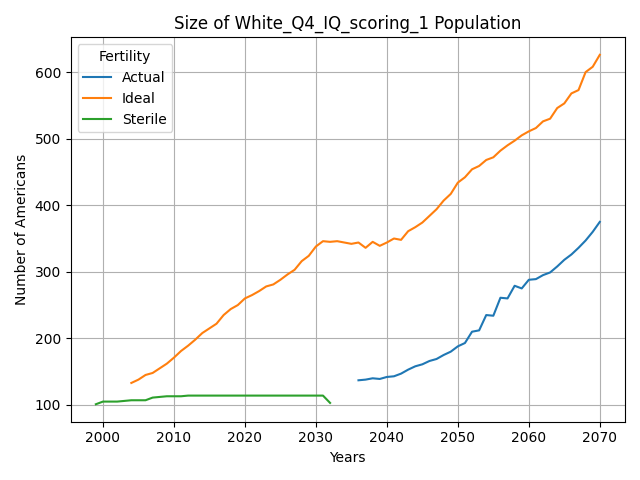 Size of White_Q4_IQ_scoring_1 Population
Fertility
Actual
Ideal
Sterile
Number of Americans
600
500
400
300
200
100
2000 2010 2020 2030 2040 2050 2060 2070
Years